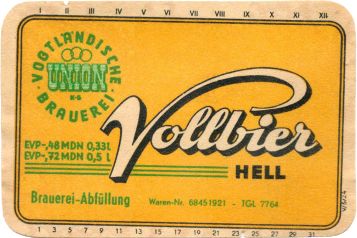 I II III IV V VI VII VIII IX X XI XII
VOGTLÄNDISCHE
UNION
K-G
BRAUEREI
Vollbier
HELL
EVP-,48 MDN 0,33 l
EVP-,72 MDN 0,5 l
Brauerei-Abfüllung
Waren-Nr. 68451921 - TGL 7764
1 3 5 7 9 11 13 15 17 19 21 23 25 27 29 31